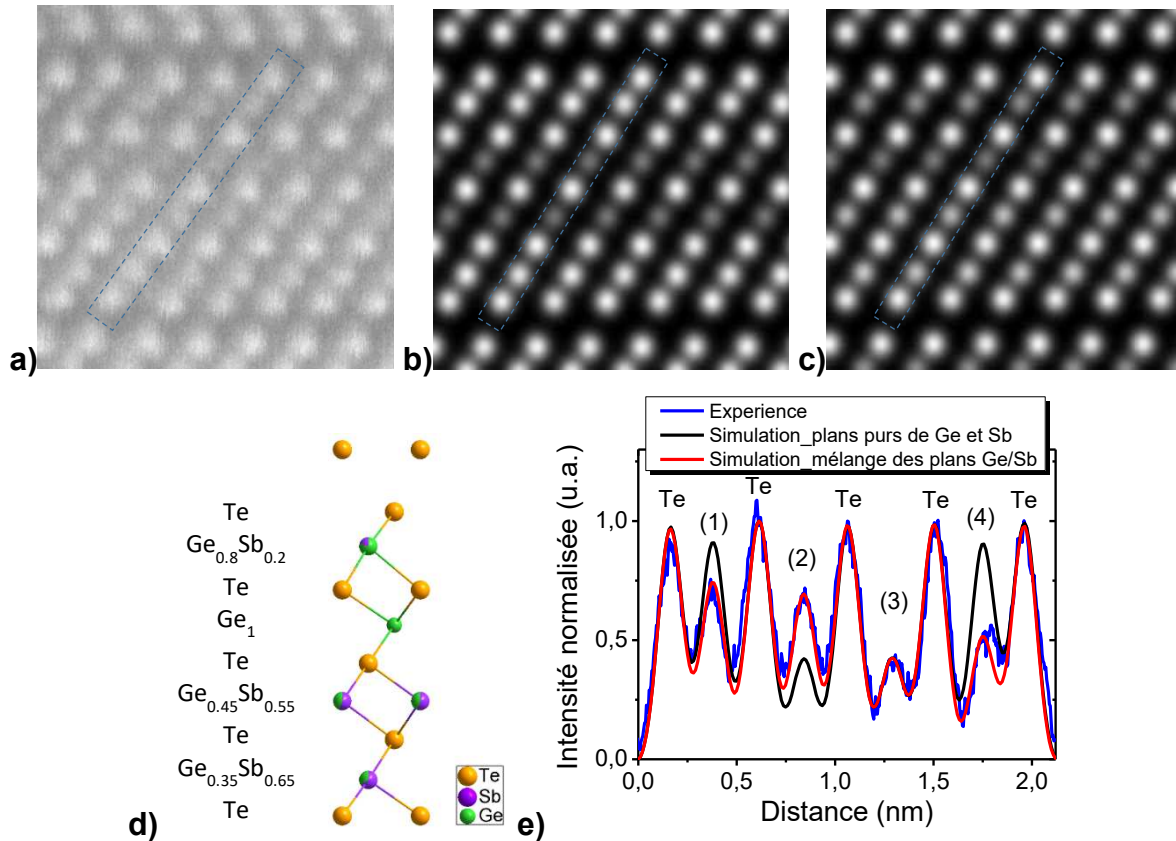 a)
b)
c)
Te
Ge0.8Sb0.2
Te
Ge1
Te
Ge0.45Sb0.55
Te
Ge0.35Sb0.65
Te
d)
Te
Sb
Ge
Experience
Simulation_plans purs de Ge et Sb
Simulation_mélange des plans Ge/Sb
Te
(1)
Te
(2)
Te
(3)
Te
(4)
Te
1,0
0,5
0,0
Intensité normalisée (u.a.)
0,0 0,5 1,0 1,5 2,0
Distance (nm)
e)